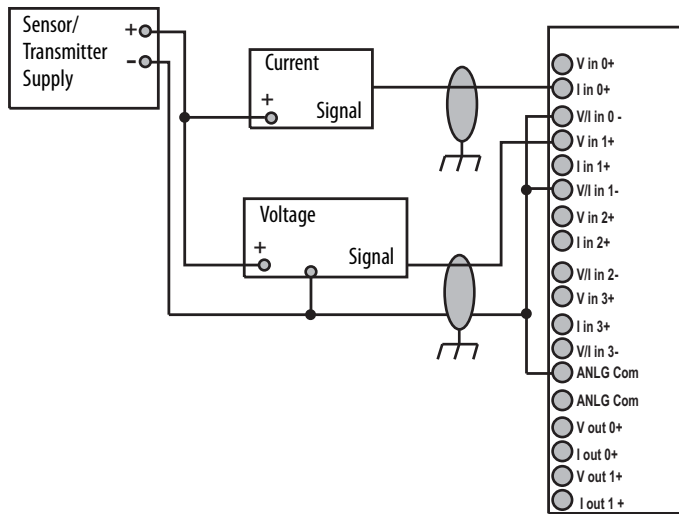 Sensor/
Transmitter
Supply
+
-
Current
+
Signal
Voltage
+
Signal
V in 0+
I in 0+
V/I in 0 -
V in 1+
I in 1+
V/I in 1-
V in 2+
I in 2+
V/I in 2-
V in 3+
I in 3+
V/I in 3-
ANLG Com
ANLG Com
V out 0+
I out 0+
V out 1+
I out 1 +